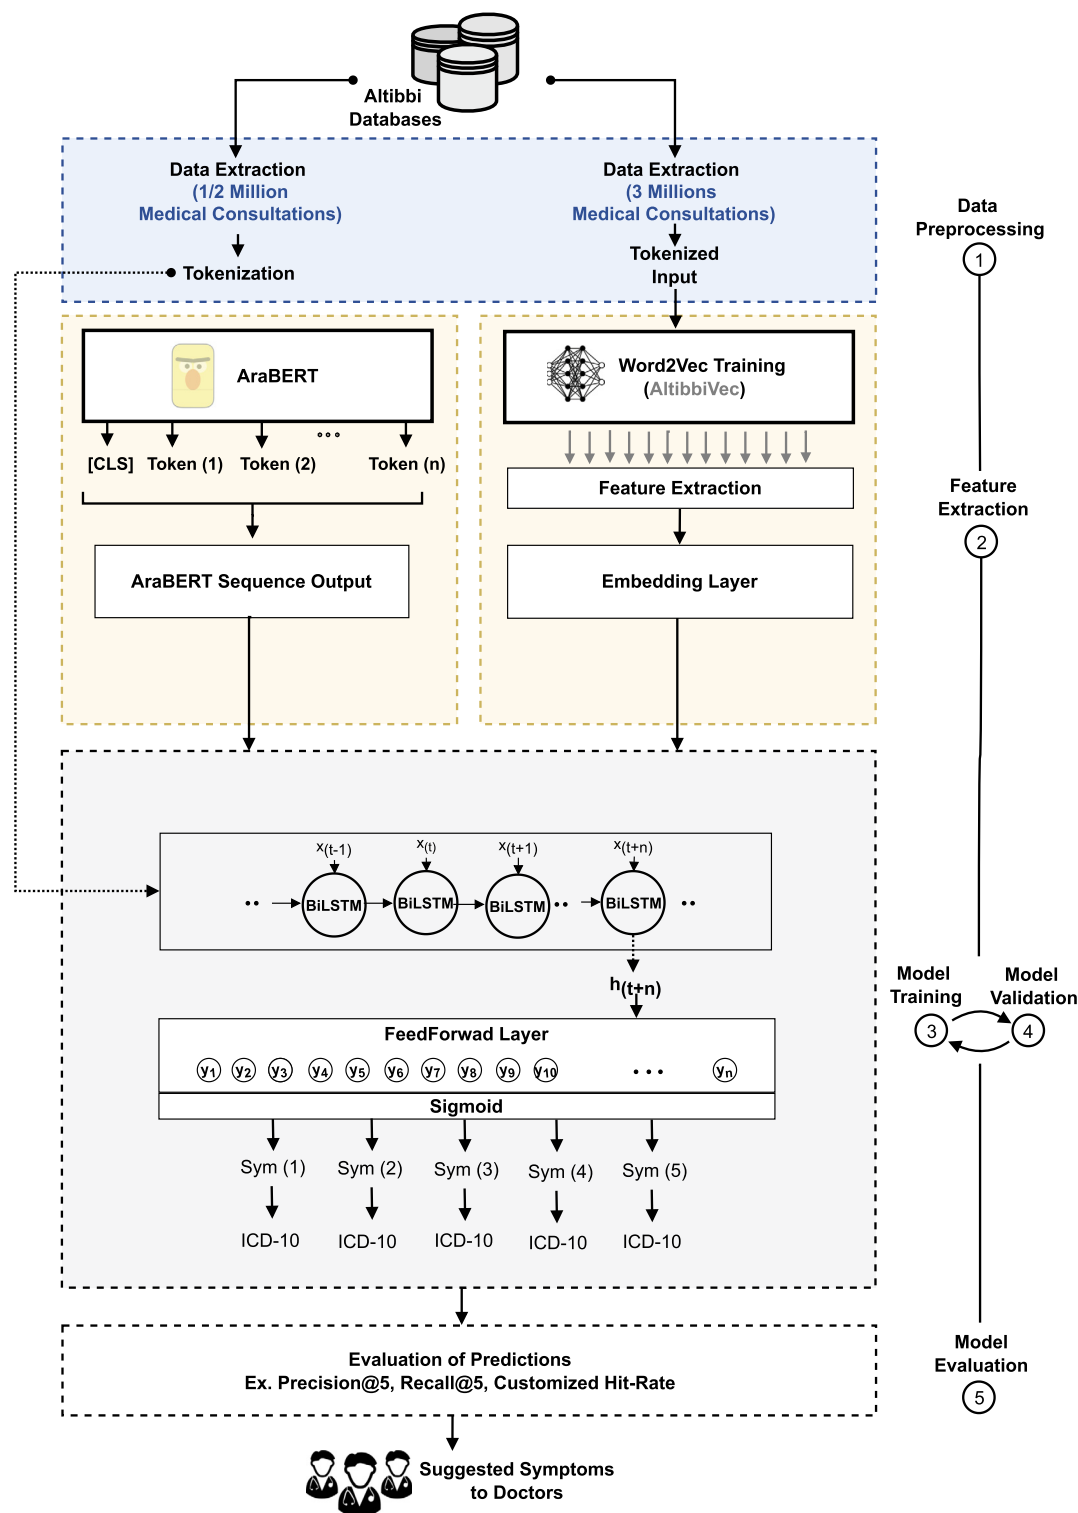 Altibbi
Databases
Data Extraction
(1/2 Million
Medical Consultations)
Tokenization
Data Extraction
(3 Millions
Medical Consultations)
Tokenized
Input
Data
Preprocessing
1
AraBERT
[CLS] Token (1) Token (2) Token (n)
AraBERT Sequence Output
Word2Vec Training
(AltibbiVec)
Feature Extraction
Embedding Layer
Feature
Extraction
2
x(t-1) x(t) x(t+1) x(t+n)
BiLSTM BiLSTM BiLSTM BiLSTM
h(t+n)
FeedForwad Layer
y1 y2 y3 y4 y5 y6 y7 y8 y9 y10 ... yn
Sigmoid
Sym (1) Sym (2) Sym (3) Sym (4) Sym (5)
ICD-10 ICD-10 ICD-10 ICD-10 ICD-10
Model
Training
3
Model
Validation
4
Evaluation of Predictions
Ex. Precision@5, Recall@5, Customized Hit-Rate
Model
Evaluation
5
Suggested Symptoms
to Doctors